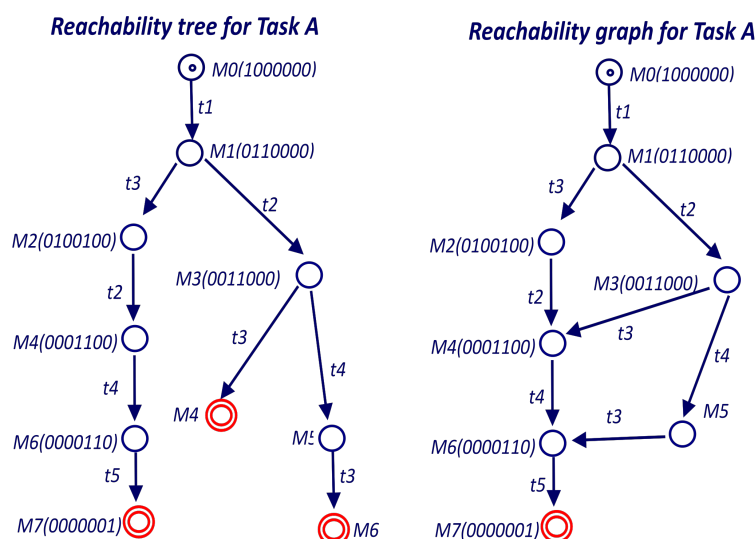 Reachability tree for Task A
M0(1000000)
t1
M1(0110000)
t3
t2
M2(0100100)
M3(0011000)
t2
t3
M4(0001100)
t4
t4
M4
M5
M6(0000110)
t3
t5
M7(0000001)
M6
Reachability graph for Task A
M0(1000000)
t1
M1(0110000)
t3
t2
M2(0100100)
M3(0011000)
t2
t3
M4(0001100)
t4
t4
M5
t3
M6(0000110)
t5
M7(0000001)